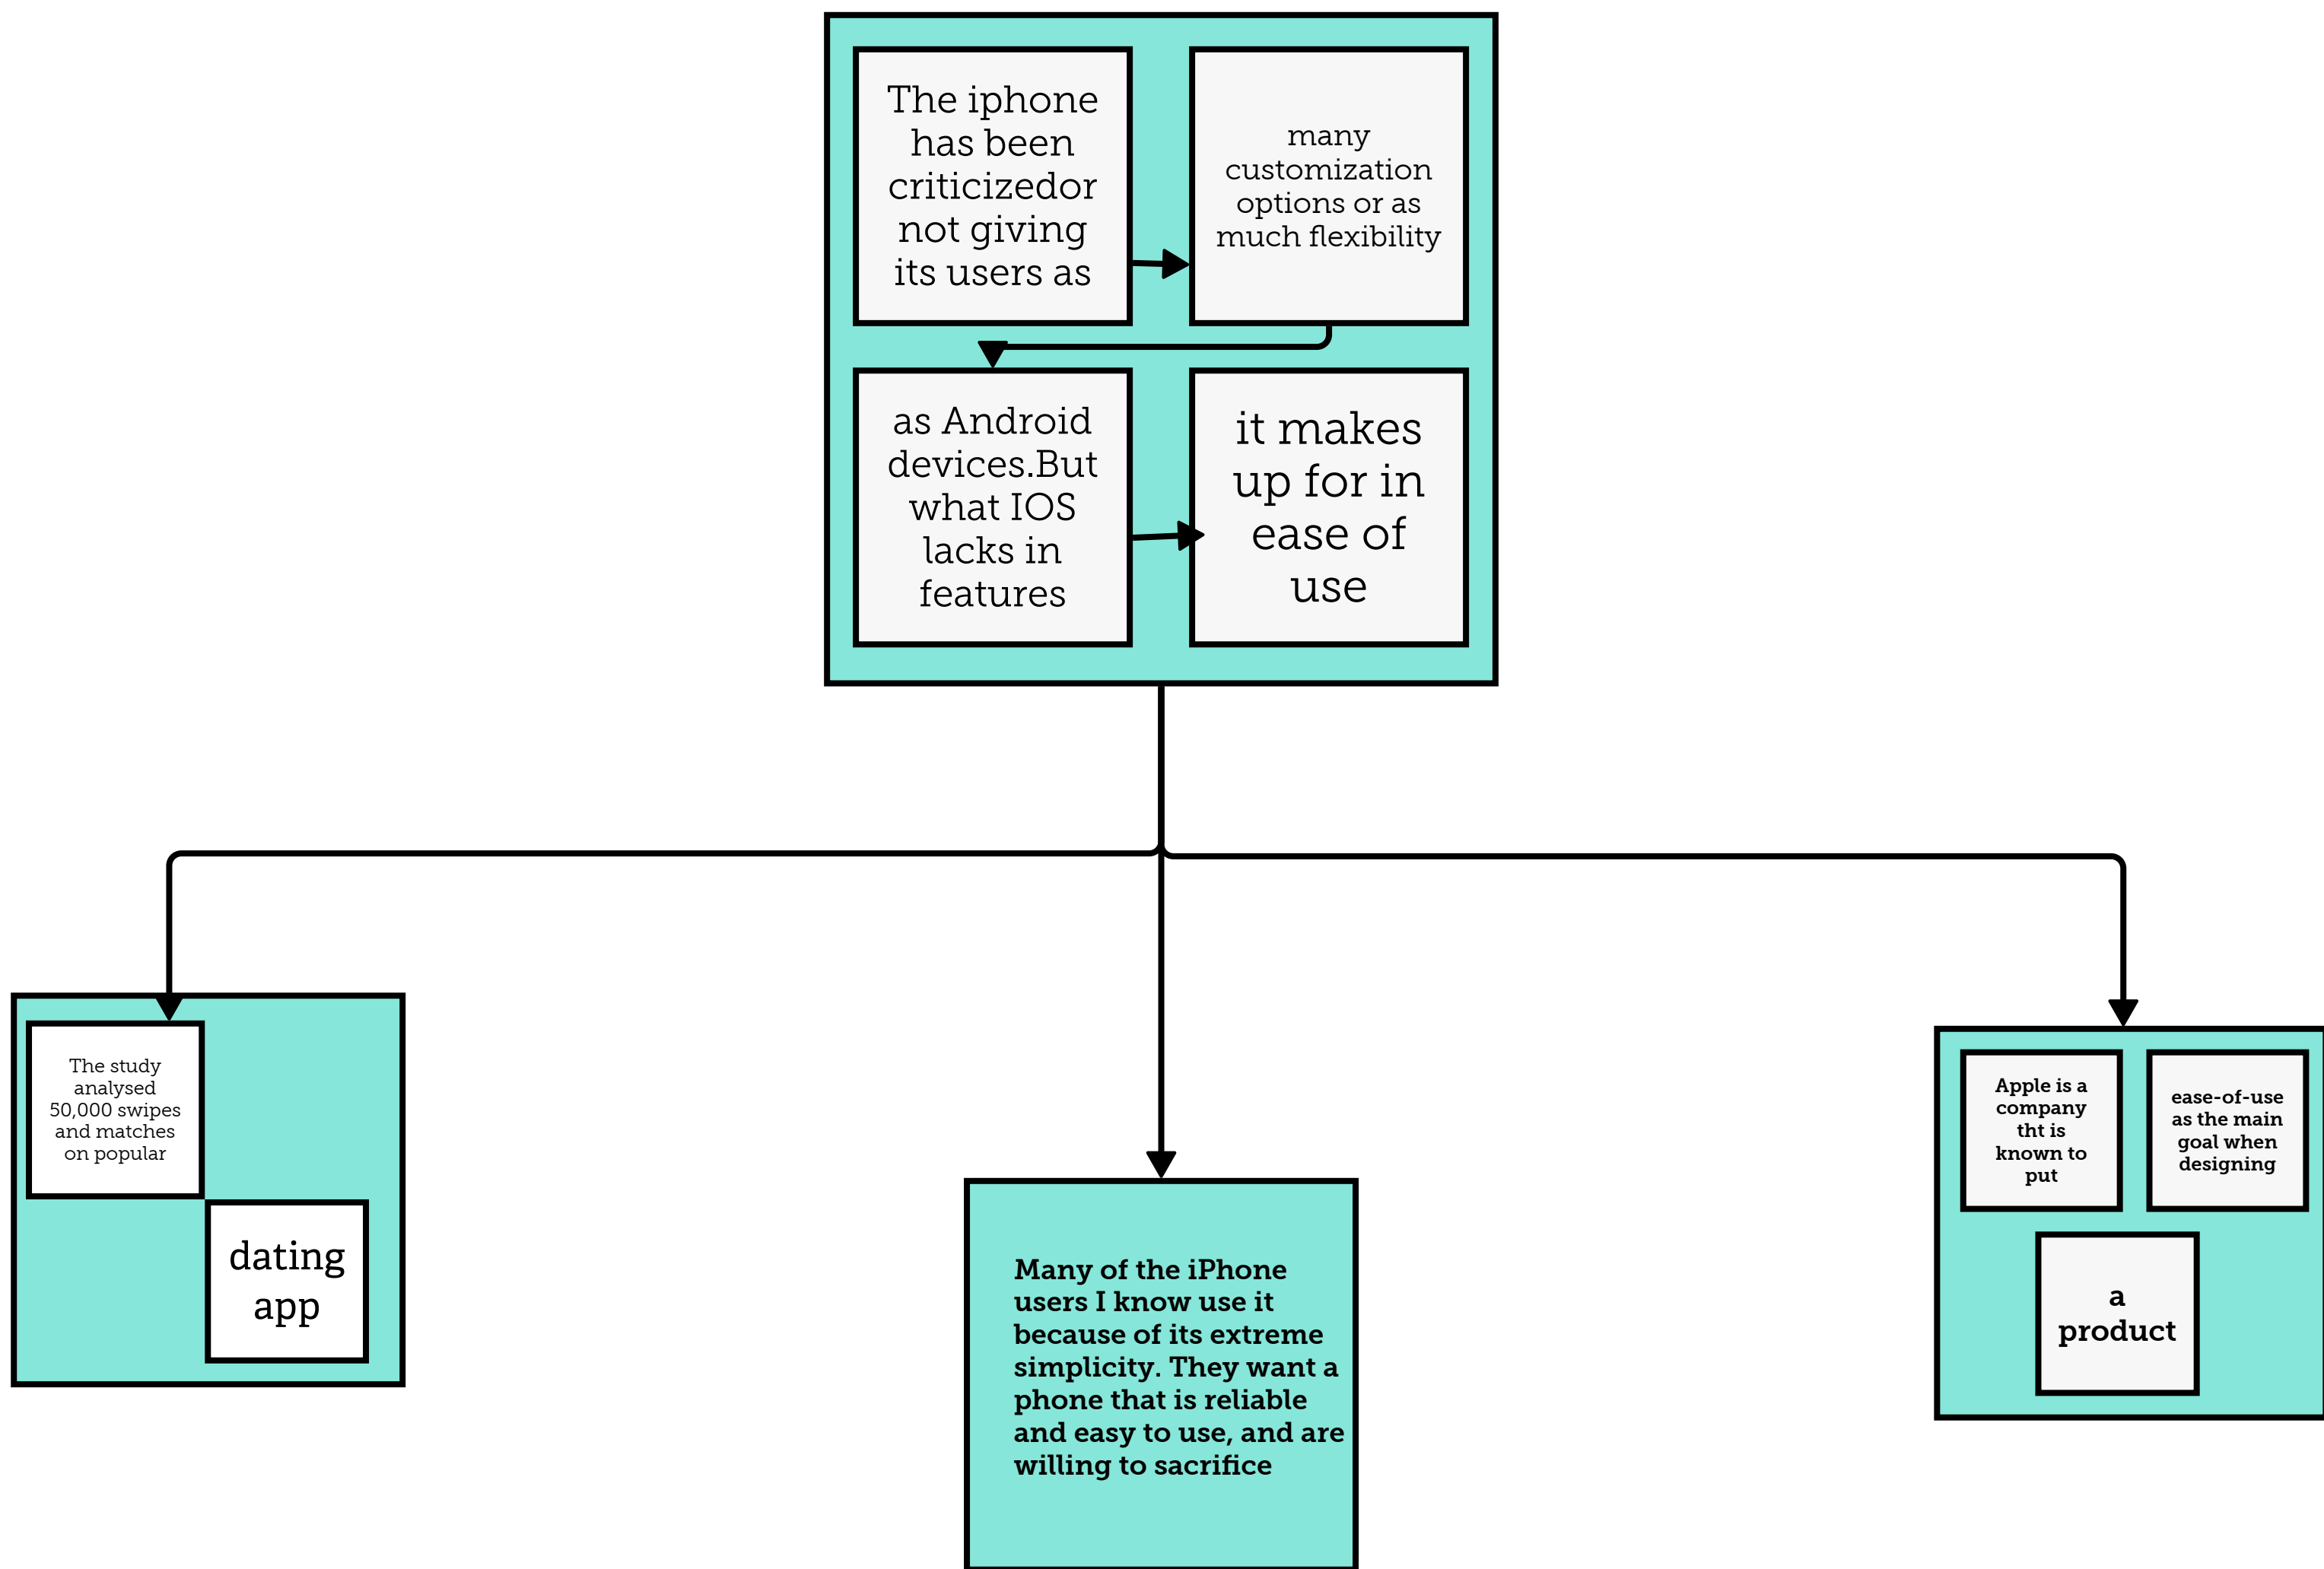 The iphone
has been
criticizedor
not giving
its users as
many
customization
options or as
much flexibility
as Android
devices.But
what IOS
lacks in
features
it makes
up for in
ease of
use
The study
analysed
50,000 swipes
and matches
on popular
dating
app
Many of the iPhone
users I know use it
because of its extreme
simplicity. They want a
phone that is reliable
and easy to use, and are
willing to sacrifice
Apple is a
company
tht is
known to
put
ease-of-use
as the main
goal when
designing
a
product